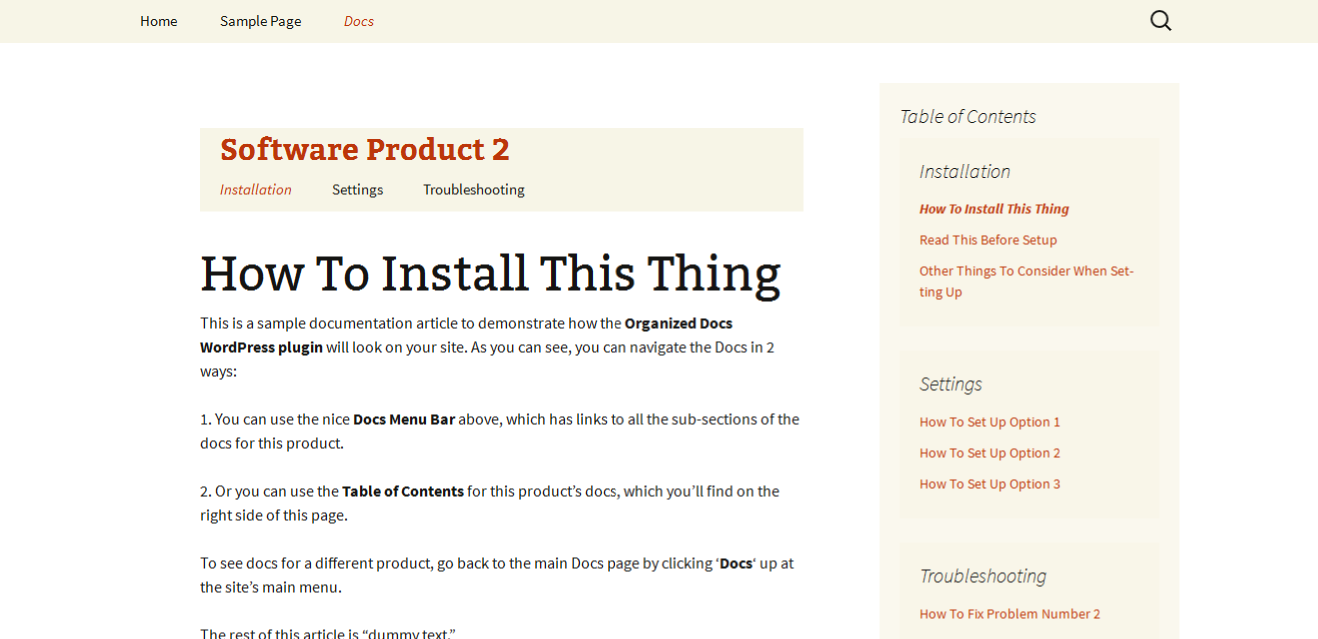 Home Sample Page Docs
Software Product 2
Installation Settings Troubleshooting
How To Install This Thing
This is a sample documentation article to demonstrate how the Organized Docs
WordPress plugin will look on your site. As you can see, you can navigate the Docs in 2
ways:
1. You can use the nice Docs Menu Bar above, which has links to all the sub-sections of the
docs for this product.
2. Or you can use the Table of Contents for this product’s docs, which you’ll find on the
right side of this page.
To see docs for a different product, go back to the main Docs page by clicking ‘Docs‘ up at
the site’s main menu.
The rest of this article is “dummy text.”
Table of Contents
Installation
How To Install This Thing
Read This Before Setup
Other Things To Consider When Set-
ting Up
Settings
How To Set Up Option 1
How To Set Up Option 2
How To Set Up Option 3
Troubleshooting
How To Fix Problem Number 2